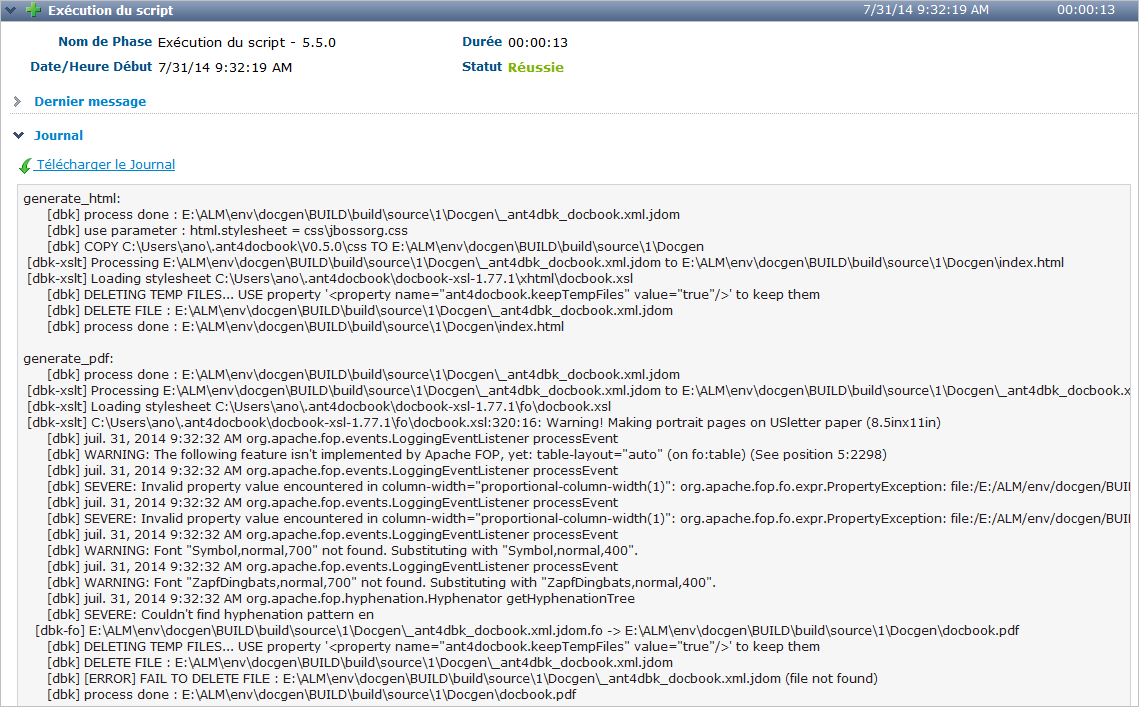 Exécution du script 7/31/14 9:32:19 AM 00:00:13
Nom de Phase Exécution du script - 5.5.0 Durée 00:00:13
Date/Heure Début 7/31/14 9:32:19 AM Statut Réussie
Dernier message
Journal
Télécharger le Journal
generate_html:
[dbk] process done : E:\ALM\env\docgen\BUILD\build\source\1\Docgen\_ant4dbk_docbook.xml.jdom
[dbk] use parameter : html.stylesheet = css\jbossorg.css
[dbk] COPY C:\Users\ano\.ant4docbook\V0.5.0\css TO E:\ALM\env\docgen\BUILD\build\source\1\Docgen
[dbk-xslt] Processing E:\ALM\env\docgen\BUILD\build\source\1\Docgen\_ant4dbk_docbook.xml.jdom to E:\ALM\env\docgen\BUILD\build\source\1\Docgen\index.html
[dbk-xslt] Loading stylesheet C:\Users\ano\.ant4docbook\docbook-xsl-1.77.1\xhtml\docbook.xsl
[dbk] DELETING TEMP FILES... USE property '<property name="ant4docbook.keepTempFiles" value="true"/>' to keep them
[dbk] DELETE FILE : E:\ALM\env\docgen\BUILD\build\source\1\Docgen\_ant4dbk_docbook.xml.jdom
[dbk] process done : E:\ALM\env\docgen\BUILD\build\source\1\Docgen\index.html
generate_pdf:
[dbk] process done : E:\ALM\env\docgen\BUILD\build\source\1\Docgen\_ant4dbk_docbook.xml.jdom
[dbk-xslt] Processing E:\ALM\env\docgen\BUILD\build\source\1\Docgen\_ant4dbk_docbook.xml.jdom to E:\ALM\env\docgen\BUILD\build\source\1\Docgen\_ant4dbk_docbook.x
[dbk-xslt] Loading stylesheet C:\Users\ano\.ant4docbook\docbook-xsl-1.77.1\fo\docbook.xsl
[dbk-xslt] C:\Users\ano\.ant4docbook\docbook-xsl-1.77.1\fo\docbook.xsl:320:16: Warning! Making portrait pages on USletter paper (8.5inx11in)
[dbk] juil. 31, 2014 9:32:32 AM org.apache.fop.events.LoggingEventListener processEvent
[dbk] WARNING: The following feature isn't implemented by Apache FOP, yet: table-layout="auto" (on fo:table) (See position 5:2298)
[dbk] juil. 31, 2014 9:32:32 AM org.apache.fop.events.LoggingEventListener processEvent
[dbk] SEVERE: Invalid property value encountered in column-width="proportional-column-width(1)": org.apache.fop.fo.expr.PropertyException: file:/E:/ALM/env/docgen/BUI
[dbk] juil. 31, 2014 9:32:32 AM org.apache.fop.events.LoggingEventListener processEvent
[dbk] SEVERE: Invalid property value encountered in column-width="proportional-column-width(1)": org.apache.fop.fo.expr.PropertyException: file:/E:/ALM/env/docgen/BUI
[dbk] juil. 31, 2014 9:32:32 AM org.apache.fop.events.LoggingEventListener processEvent
[dbk] WARNING: Font "Symbol,normal,700" not found. Substituting with "Symbol,normal,400".
[dbk] juil. 31, 2014 9:32:32 AM org.apache.fop.events.LoggingEventListener processEvent
[dbk] WARNING: Font "ZapfDingbats,normal,700" not found. Substituting with "ZapfDingbats,normal,400".
[dbk] juil. 31, 2014 9:32:32 AM org.apache.fop.hyphenation.Hyphenator getHyphenationTree
[dbk] SEVERE: Couldn't find hyphenation pattern en
[dbk-fo] E:\ALM\env\docgen\BUILD\build\source\1\Docgen\_ant4dbk_docbook.xml.jdom.fo -> E:\ALM\env\docgen\BUILD\build\source\1\Docgen\docbook.pdf
[dbk] DELETING TEMP FILES... USE property '<property name="ant4docbook.keepTempFiles" value="true"/>' to keep them
[dbk] DELETE FILE : E:\ALM\env\docgen\BUILD\build\source\1\Docgen\_ant4dbk_docbook.xml.jdom
[dbk] [ERROR] FAIL TO DELETE FILE : E:\ALM\env\docgen\BUILD\build\source\1\Docgen\_ant4dbk_docbook.xml.jdom (file not found)
[dbk] process done : E:\ALM\env\docgen\BUILD\build\source\1\Docgen\docbook.pdf